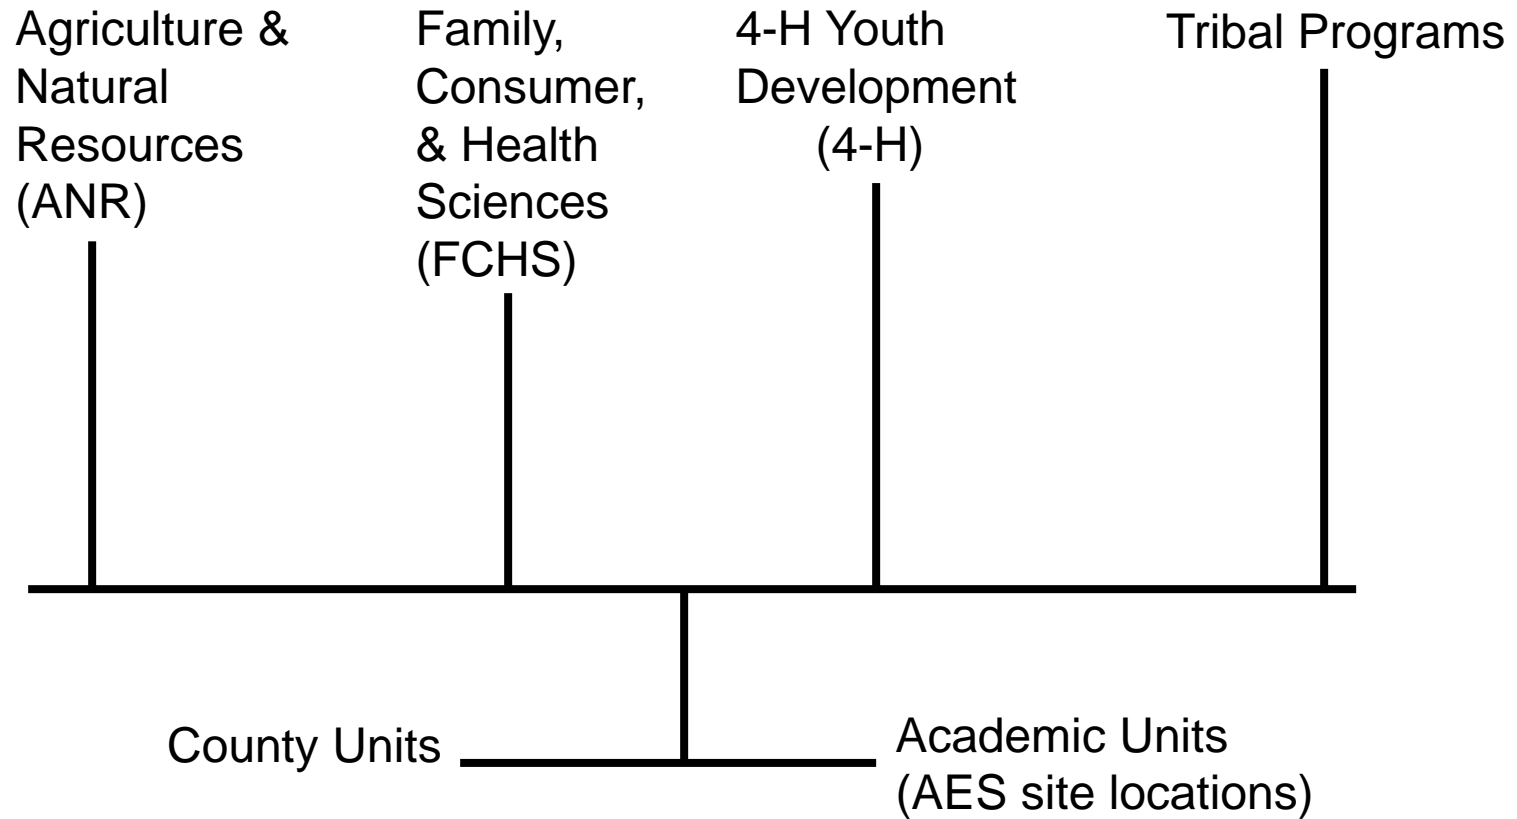 Agriculture &
Natural
Resources
(ANR)
Family,
Consumer,
& Health
Sciences
(FCHS)
4-H Youth
Development
(4-H)
Tribal Programs
County Units
Academic Units
(AES site locations)